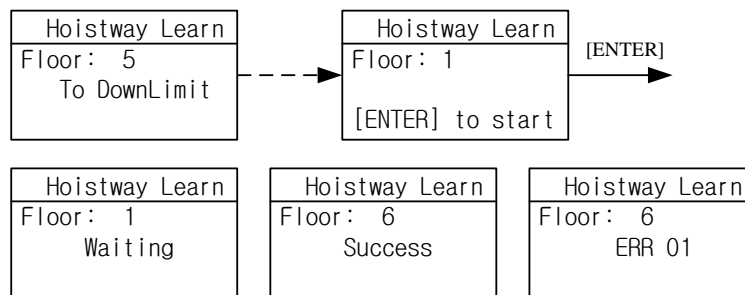 Hoistway Learn
Floor: 5
To DownLimit
Hoistway Learn
Floor: 1
[ENTER] to start
[ENTER]
Hoistway Learn
Floor: 1
Waiting
Hoistway Learn
Floor: 6
Success
Hoistway Learn
Floor: 6
ERR 01